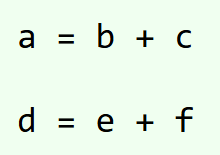 a = b + c
d = e + f